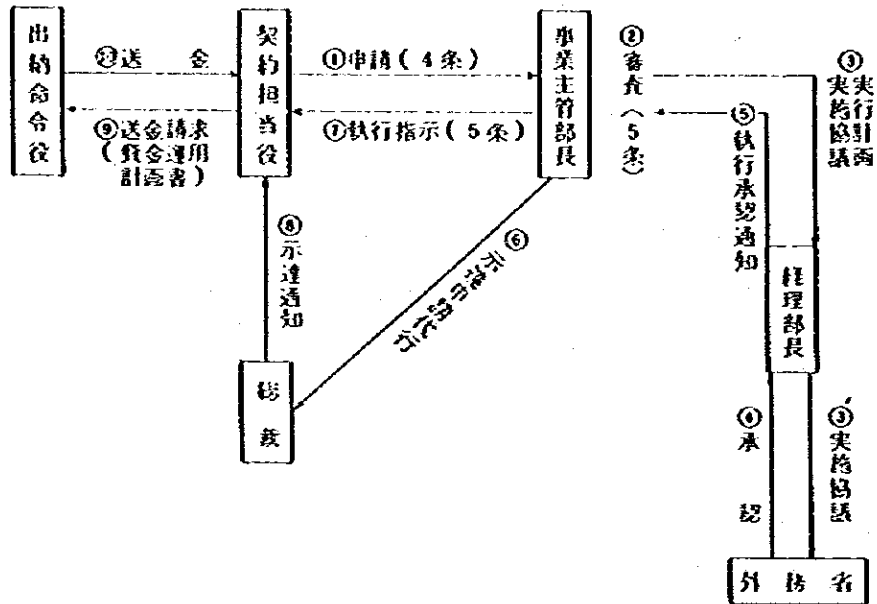 出納命令役
⑩送　金
⑨送金請求
(資金運用
計画書)
契約担当役
①申請(4条)
⑦執行指示(5条)
事業主管部長
②審査(5条)
③実行計画
実施協議
⑤執行承認通知
⑧示達通知
⑥示達申請代行
経理部長
総裁
④承　認
③実施協議
外務省